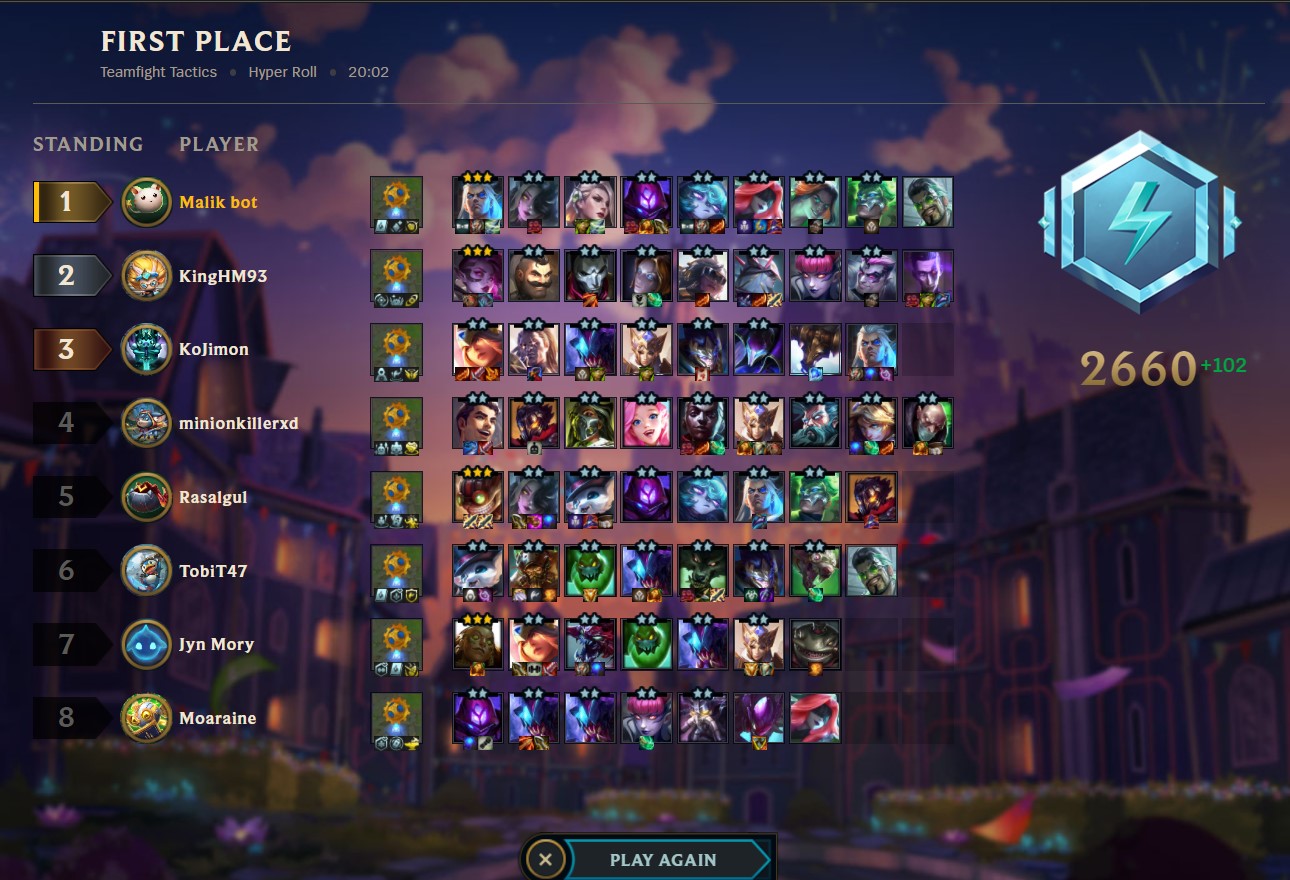 FIRST PLACE
Teamfight Tactics • Hyper Roll • 20:02
STANDING PLAYER
1 Malik bot
2 KingHM93
3 KoJimon
4 minionkillerxd
5 Rasalgul
6 TobiT47
7 Jyn Mory
8 Moaraine
2660 +102
PLAY AGAIN